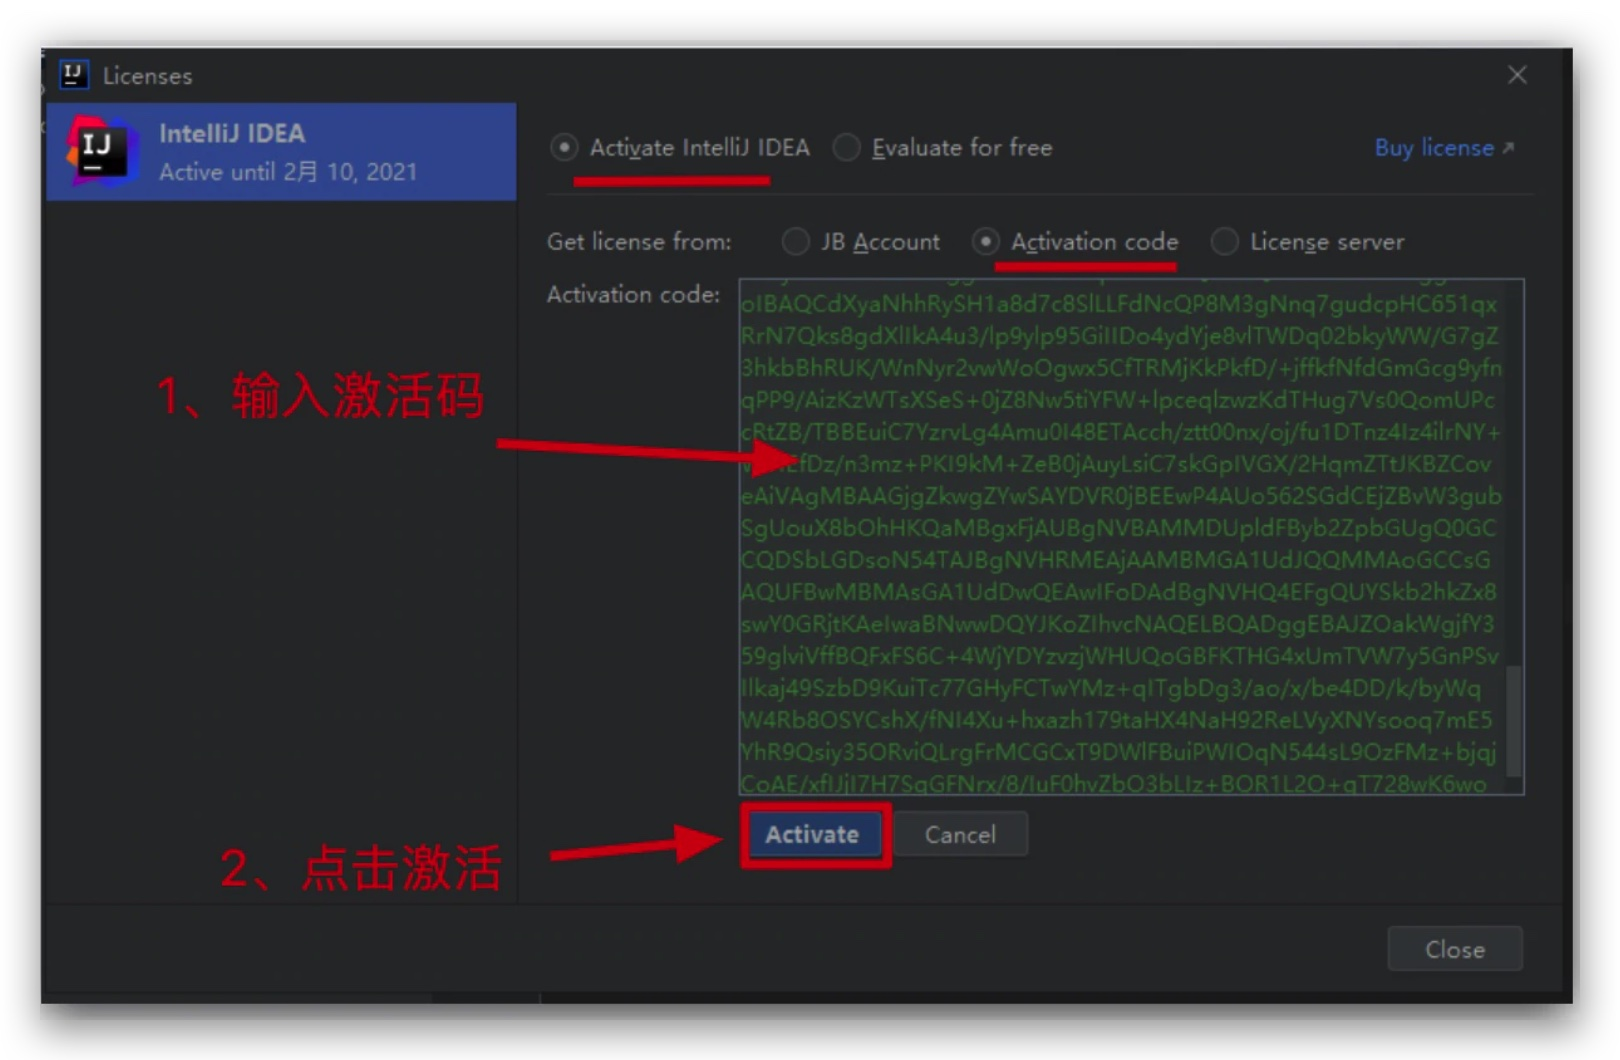 IJ Licenses
IntelliJ IDEA
Active until 2月 10, 2021
Activate IntelliJ IDEA Evaluate for free Buy license
Get license from: JB Account Activation code License server
Activation code:
oIBAQCdXyaNhhRySH1a8d7c8SlLLFdNcQP8M3gNnq7gudcpHC651qx
RrN7Qks8gdXlIkA4u3/lp9ylp95GiIIDo4ydYje8vlTWDq02bkyWW/G7gZ
3hkbBhRUK/WnNyr2vwWoOgwx5CfTRMjKkPkfD/+jffkfNfdGmGcg9yfn
qPP9/AizKzWTsXSeS+0jZ8Nw5tiYFW+lpceqlzwzKdTHug7Vs0QomUPc
cRtZB/TBBEuiC7YzrvLg4Amu0I48ETAcch/ztt00nx/oj/fu1DTnz4Iz4ilrNY+
EfDz/n3mz+PKI9kM+ZeB0jAuyLsiC7skGpIVGX/2HqmZTtJKBZCov
eAiVAgMBAAGjgZkwgZYwSAYDVR0jBEEwP4AUo562SGdCEjZBvW3gub
SgUouX8bOhHKQaMBgxFjAUBgNVBAMMDUpldFByb2ZpbGUgQ0GC
CQDSbLGDsoN54TAJBgNVHRMEAjAAMBMGA1UdJQQMMAoGCCsG
AQUFBwMBMAsGA1UdDwQEAwIFoDAdBgNVHQ4EFgQUYSkb2hkZx8
swY0GRjtKAeIwaBNwwDQYJKoZIhvcNAQELBQADggEBAJZOakWgjfY3
59glviVffBQFxFS6C+4WjYDYzvzjWHUQoGBFKTHG4xUmTVW7y5GnPSv
Ilkaj49SzbD9KuiTc77GHyFCTwYMz+qITgbDg3/ao/x/be4DD/k/byWq
W4Rb8OSYCshX/fNI4Xu+hxazh179taHX4NaH92ReLVyXNYsooq7mE5
YhR9Qsiy35ORviQLrgFrMCGCxT9DWlFBuiPWIOqN544sL9OzFMz+bjqj
CoAE/xfIJjI7H7SqGFNrx/8/IuF0hvZbO3bLIz+BOR1L2O+qT728wK6wo
1、输入激活码
Activate Cancel
2、点击激活
Close